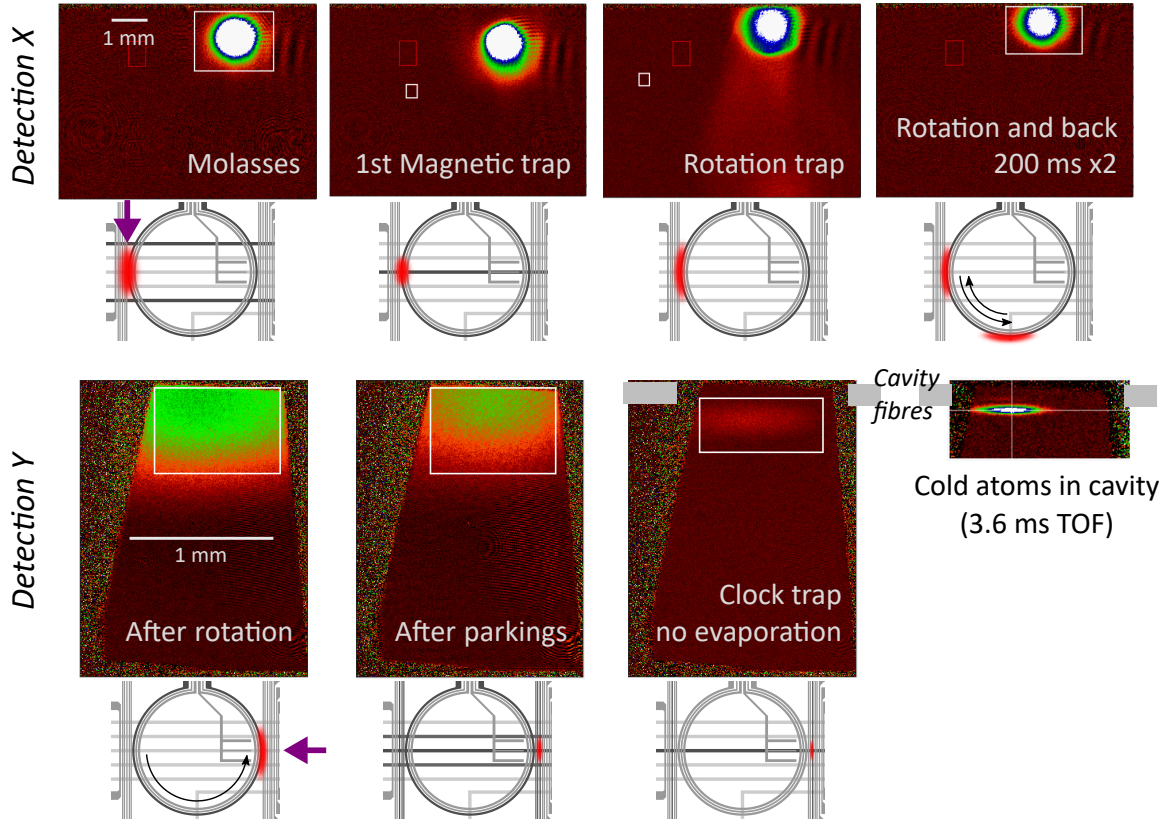 Detection X
1 mm
Molasses
1st Magnetic trap
Rotation trap
Rotation and back
200 ms x2
Detection Y
1 mm
After rotation
After parkings
Clock trap
no evaporation
Cavity
fibres
Cold atoms in cavity
(3.6 ms TOF)